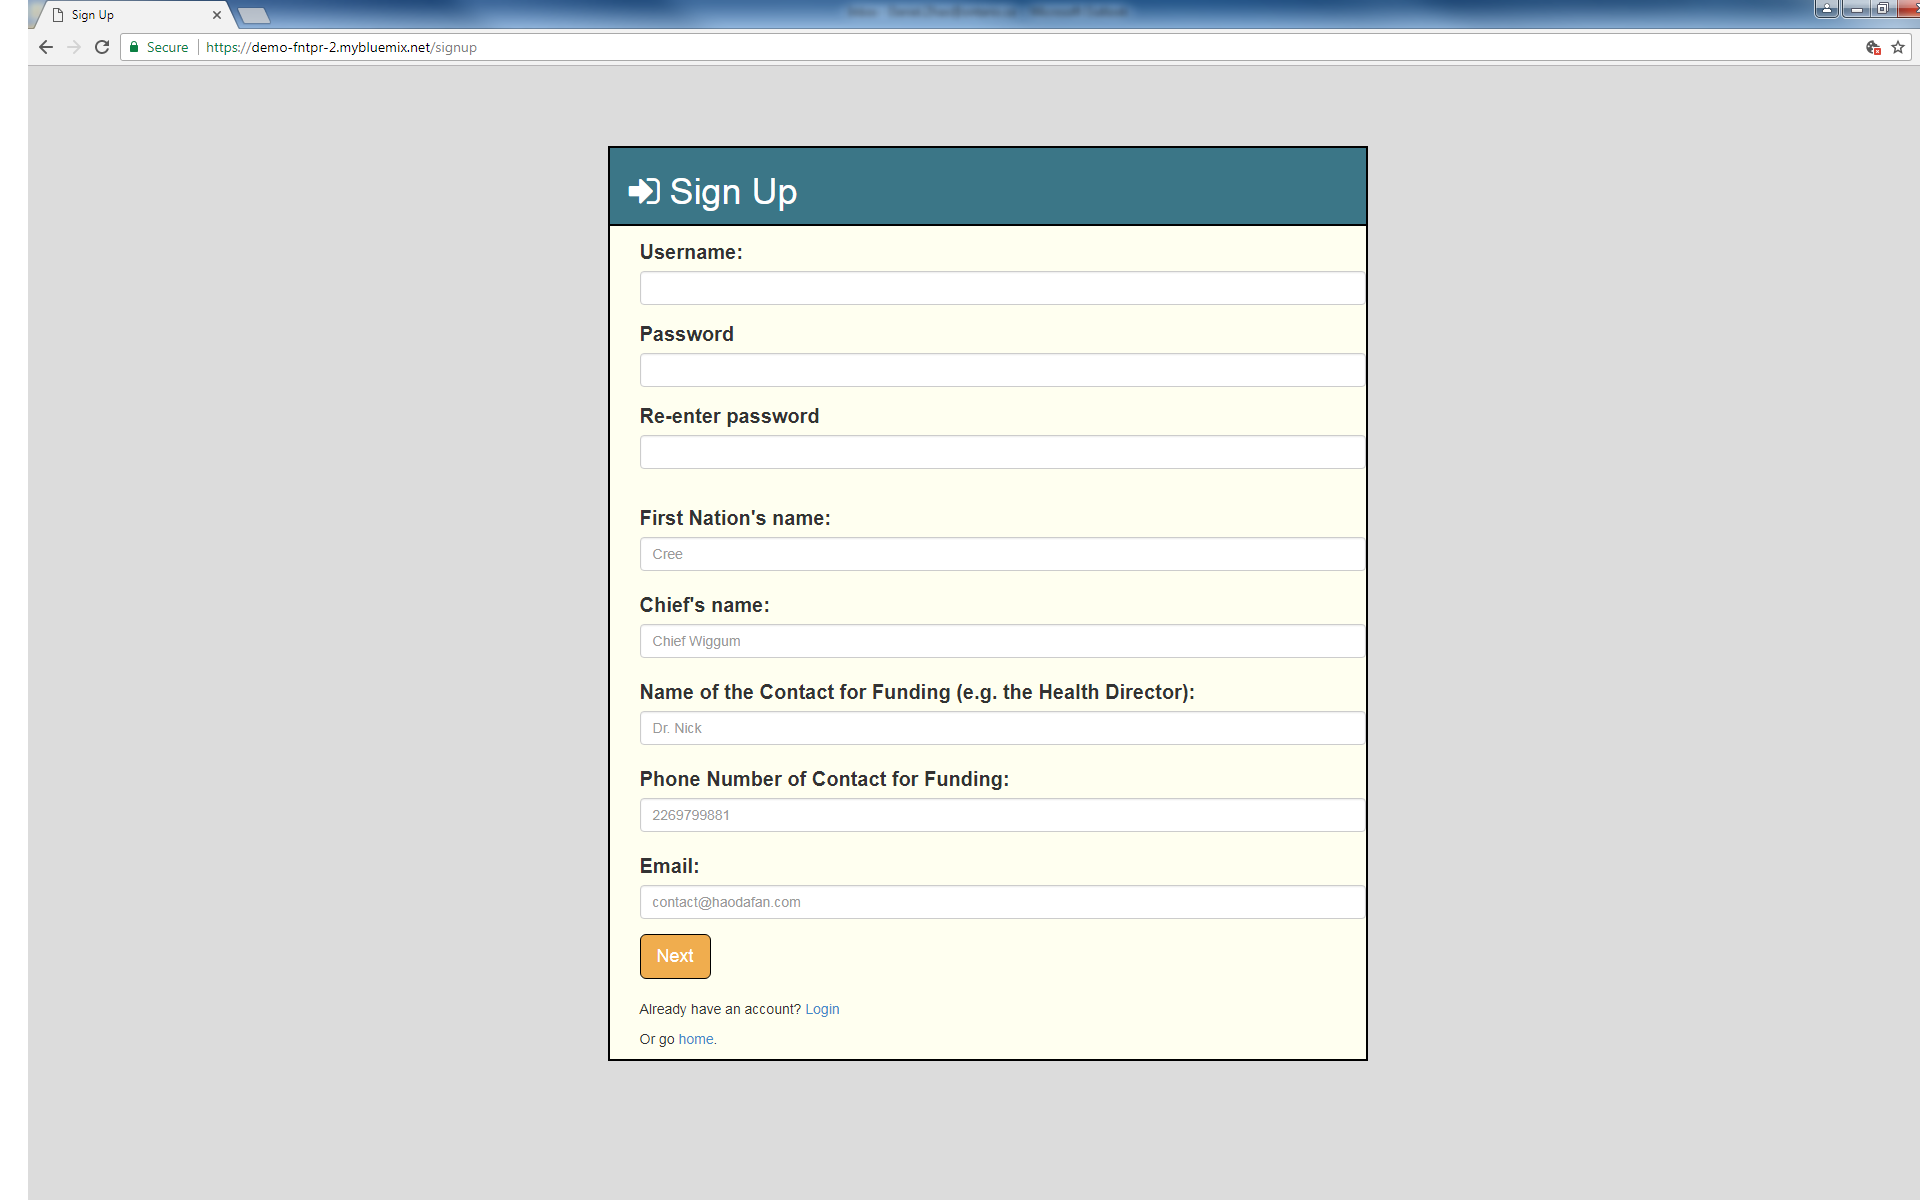 Sign Up
Secure https://demo-fntpr-2.mybluemix.net/signup
Sign Up
Username:
Password
Re-enter password
First Nation's name:
Cree
Chief's name:
Chief Wiggum
Name of the Contact for Funding (e.g. the Health Director):
Dr. Nick
Phone Number of Contact for Funding:
2269799881
Email:
contact@haodafan.com
Next
Already have an account? Login
Or go home.